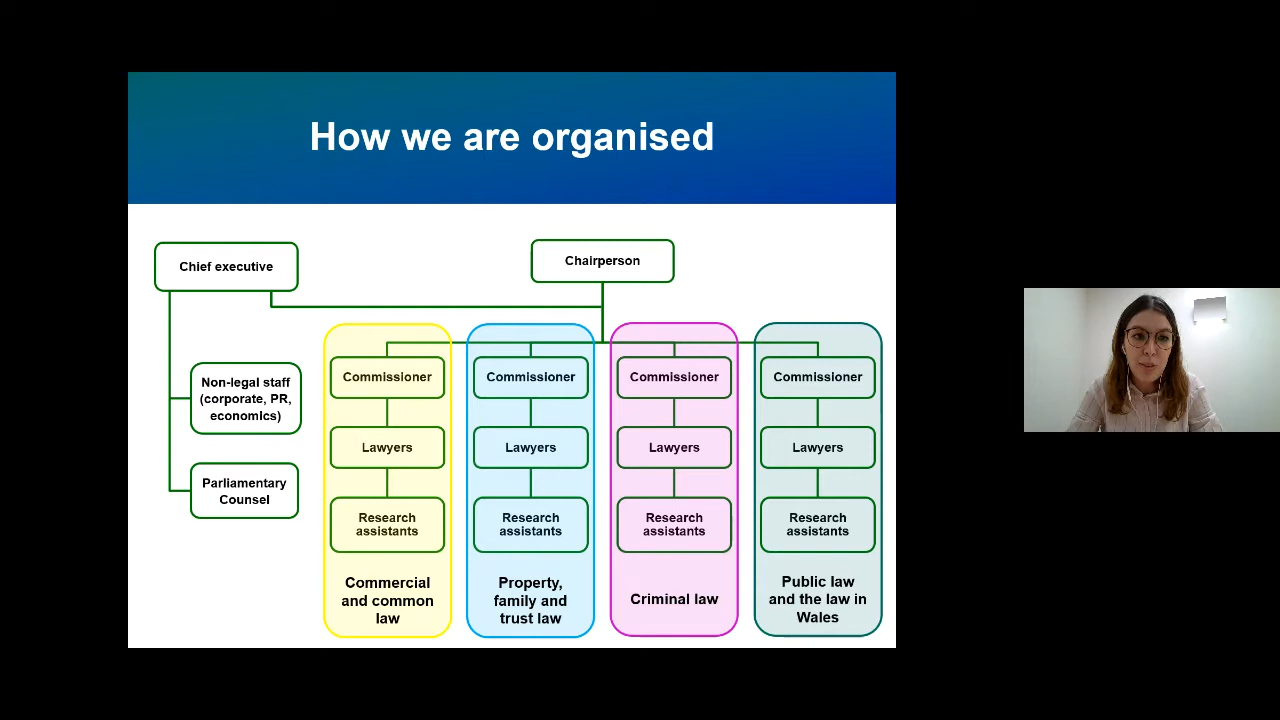 How we are organised
Chief executive
Chairperson
Non-legal staff
(corporate, PR,
economics)
Parliamentary
Counsel
Commissioner
Lawyers
Research
assistants
Commercial
and common
law
Commissioner
Lawyers
Research
assistants
Property,
family and
trust law
Commissioner
Lawyers
Research
assistants
Criminal law
Commissioner
Lawyers
Research
assistants
Public law
and the law in
Wales